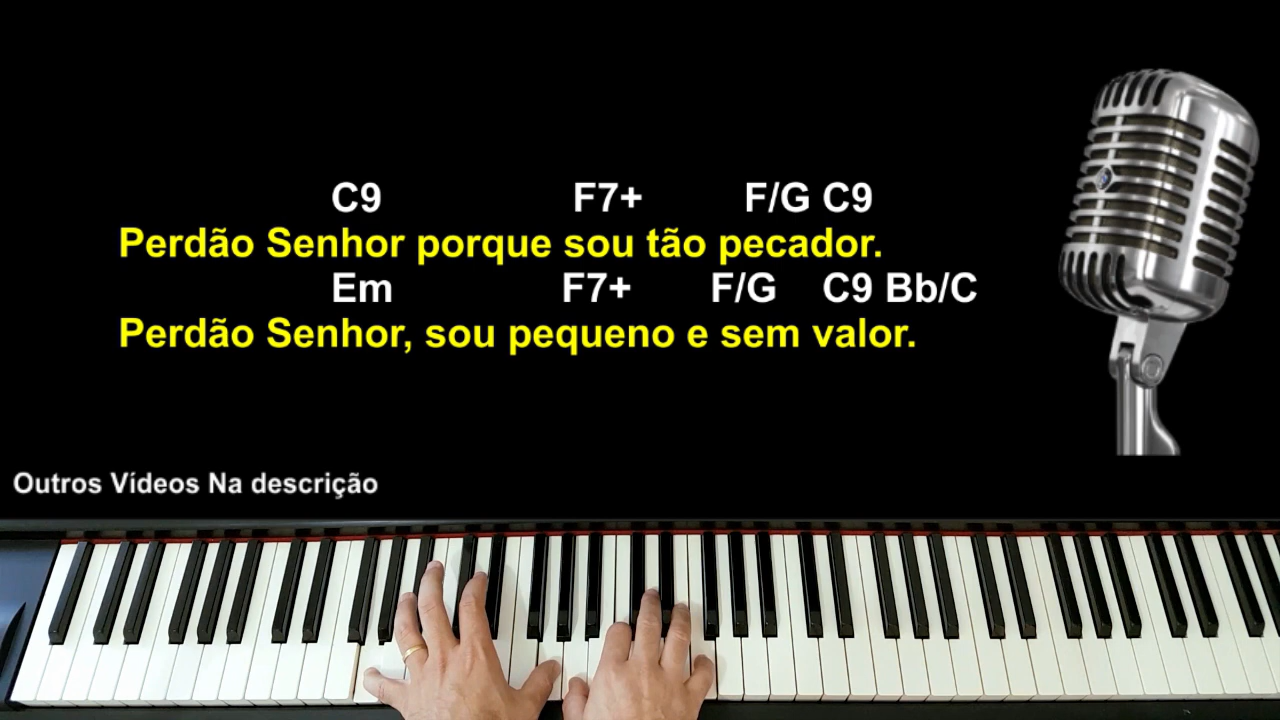 C9 F7+ F/G C9
Perdão Senhor porque sou tão pecador.
Em F7+ F/G C9 Bb/C
Perdão Senhor, sou pequeno e sem valor.
Outros Vídeos Na descrição